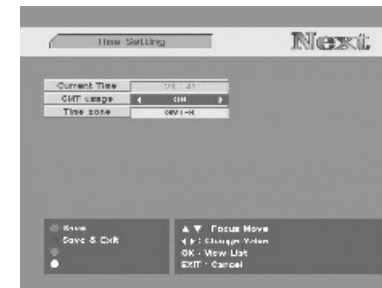 Time Setting
Next
Current Time
GMT usage ON
Time zone
Save
Save & Exit
▲ ▼ : Focus Move
◀ ▶ : Change Value
OK : View List
EXIT : Cancel